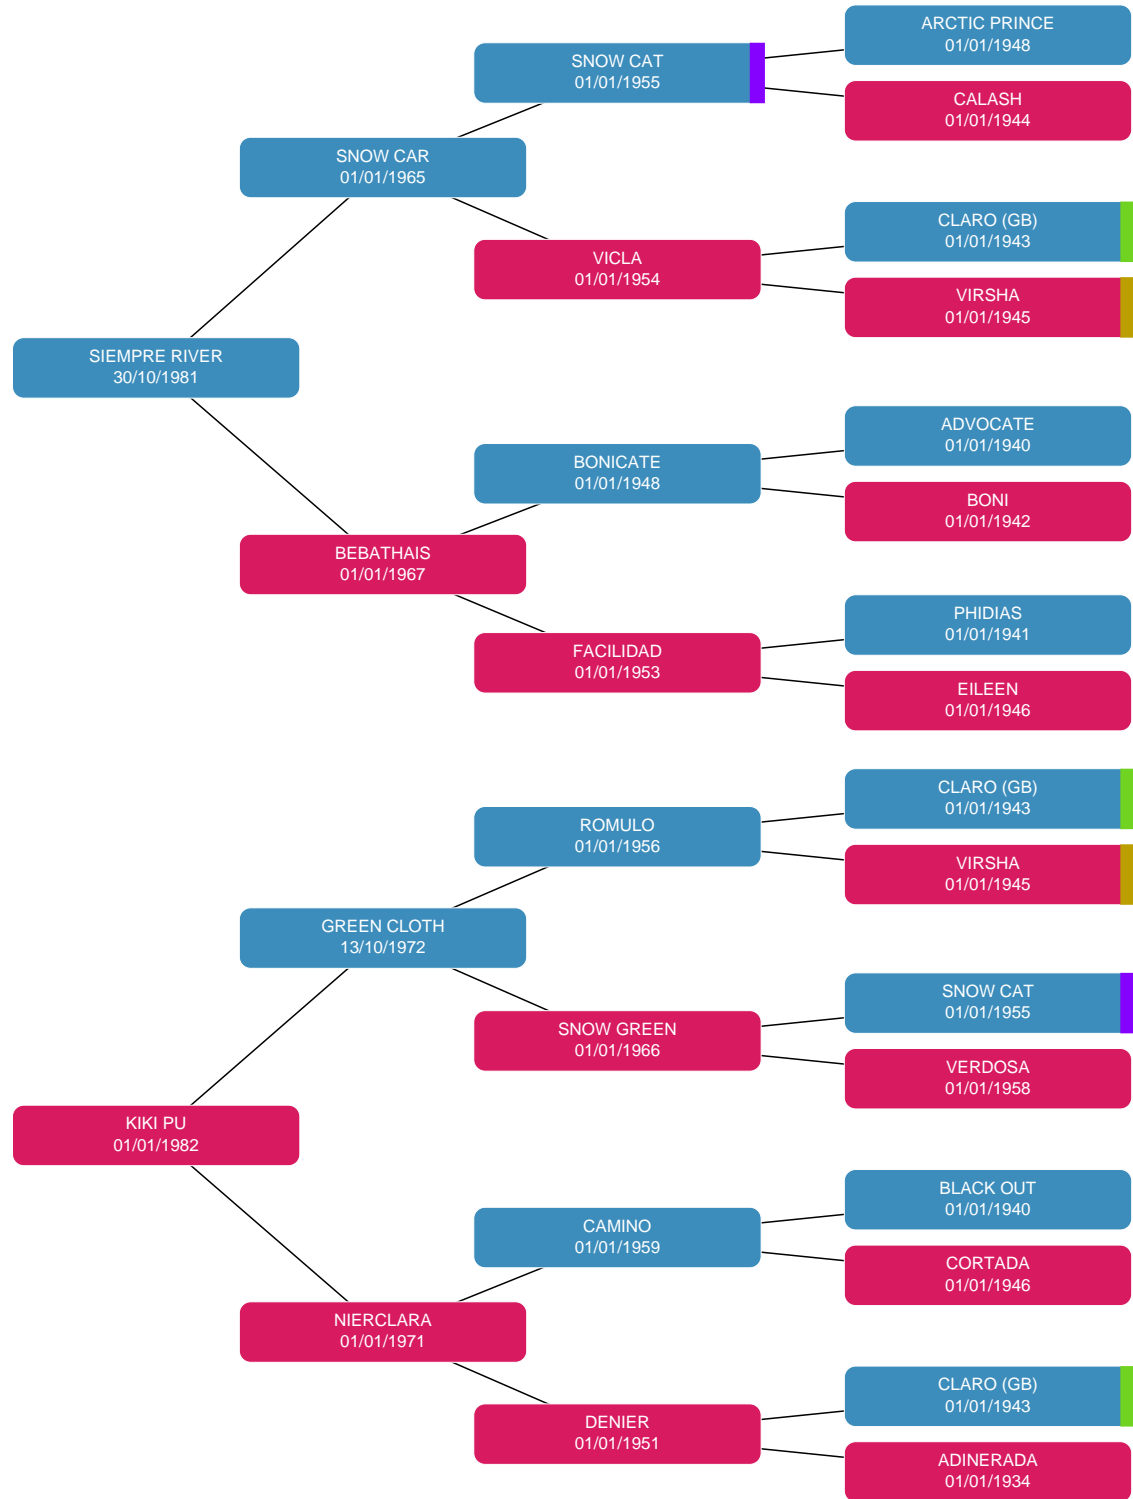 ARCTIC PRINCE
01/01/1948
SNOW CAT
01/01/1955
CALASH
01/01/1944
SNOW CAR
01/01/1965
CLARO (GB)
01/01/1943
VICLA
01/01/1954
VIRSHA
01/01/1945
SIEMPRE RIVER
30/10/1981
ADVOCATE
01/01/1940
BONICATE
01/01/1948
BONI
01/01/1942
BEBATHAIS
01/01/1967
PHIDIAS
01/01/1941
FACILIDAD
01/01/1953
EILEEN
01/01/1946
CLARO (GB)
01/01/1943
ROMULO
01/01/1956
VIRSHA
01/01/1945
GREEN CLOTH
13/10/1972
SNOW CAT
01/01/1955
SNOW GREEN
01/01/1966
VERDOSA
01/01/1958
KIKI PU
01/01/1982
BLACK OUT
01/01/1940
CAMINO
01/01/1959
CORTADA
01/01/1946
NIERCLARA
01/01/1971
CLARO (GB)
01/01/1943
DENIER
01/01/1951
ADINERADA
01/01/1934